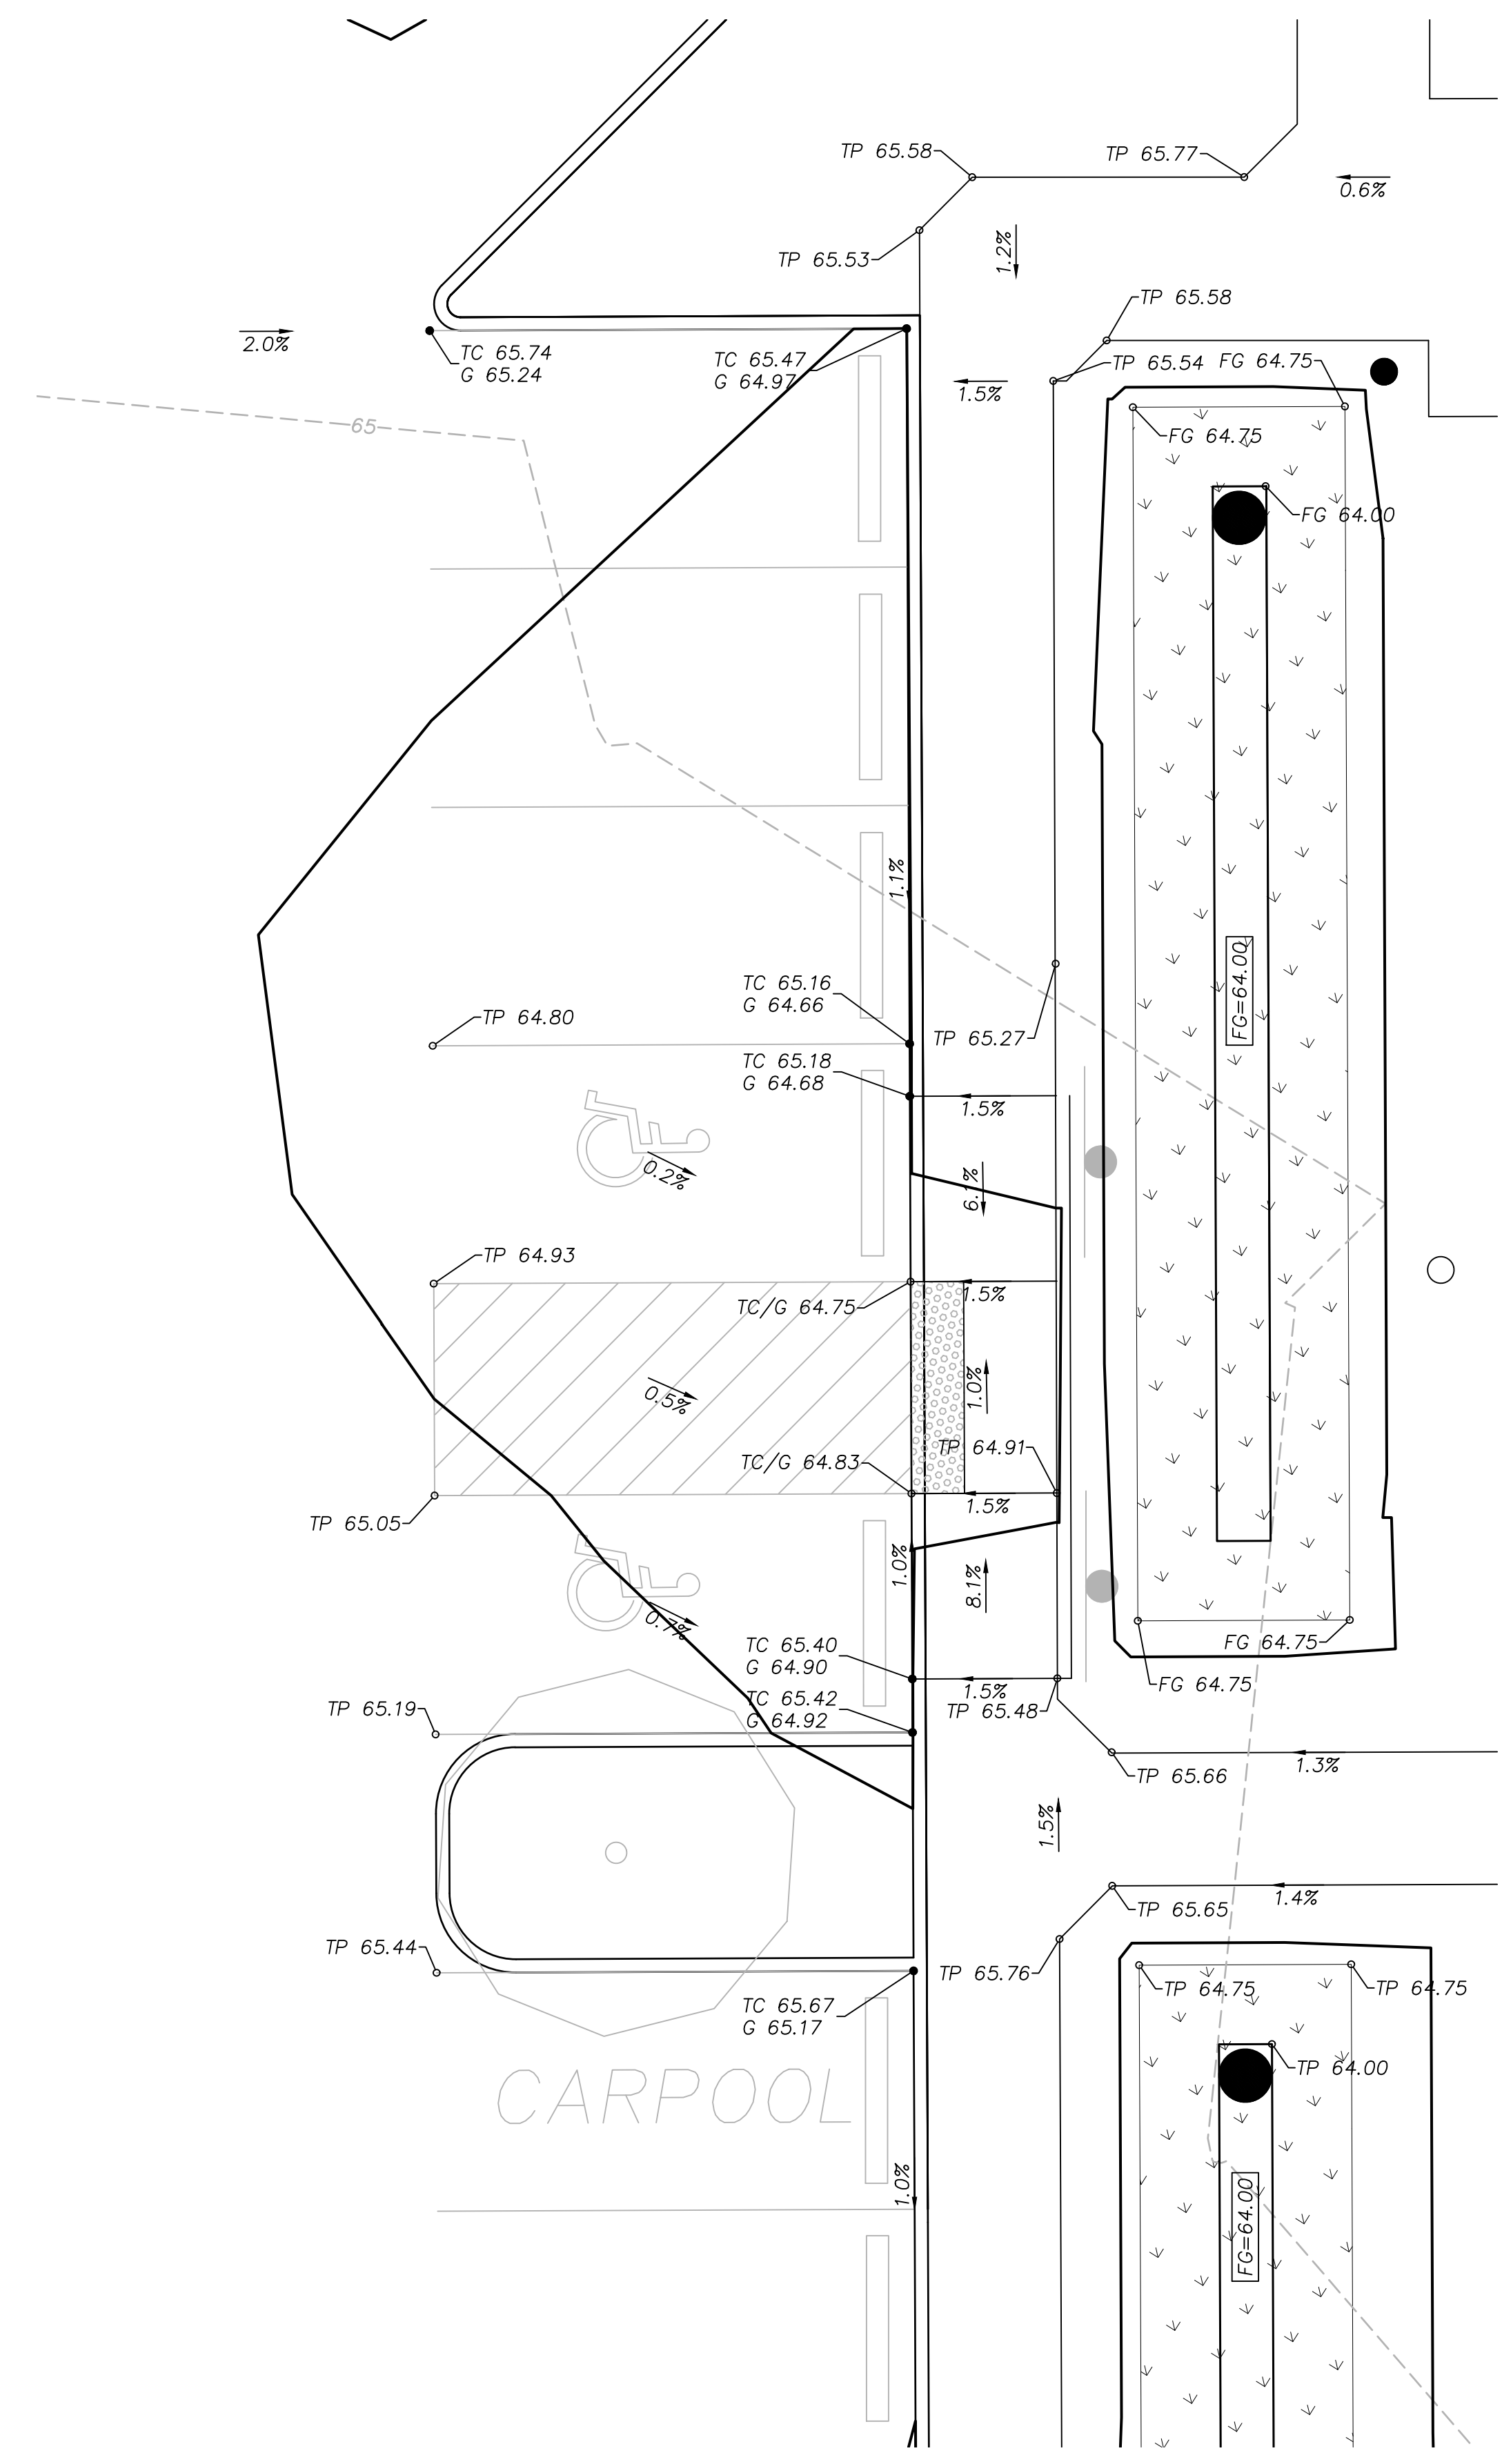 TP 65.58
TP 65.77
0.6%
1.2%
TP 65.53
TP 65.58
2.0%
TC 65.74
G 65.24
TC 65.47
G 64.97
1.5%
TP 65.54
FG 64.75
65
FG 64.75
FG 64.00
1.1%
FG=64.00
TC 65.16
G 64.66
TP 64.80
TP 65.27
TC 65.18
G 64.68
1.5%
0.2%
6.1%
TP 64.93
TC/G 64.75
1.5%
0.5%
1.0%
TP 64.91
TC/G 64.83
1.5%
TP 65.05
1.0%
8.1%
0.7%
TC 65.40
G 64.90
FG 64.75
FG 64.75
1.5%
TC 65.42
G 64.92
TP 65.48
TP 65.19
1.3%
TP 65.66
1.5%
1.4%
TP 65.65
TP 65.44
TP 65.76
TP 64.75
TP 64.75
TC 65.67
G 65.17
TP 64.00
CARPOOL
1.0%
FG=64.00